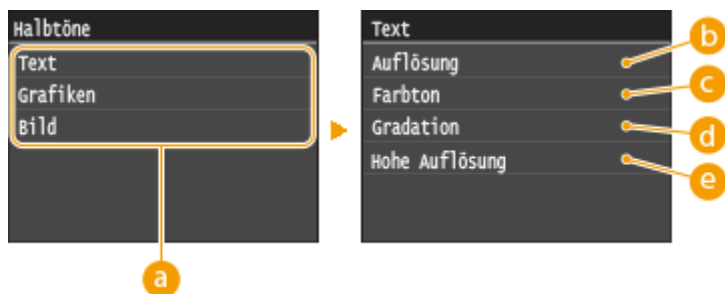 Halbtöne
Text
Grafiken
Bild
a
Text
Auflösung
b
Farbton
c
Gradation
d
Hohe Auflösung
e